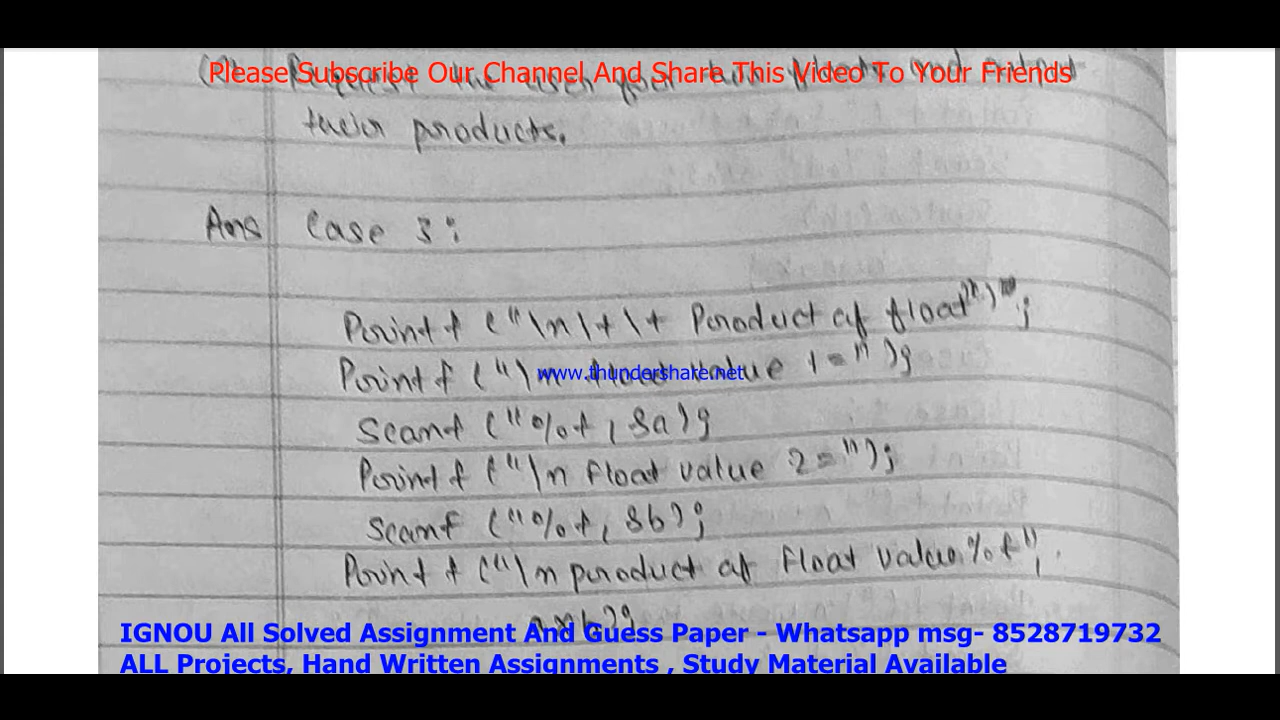 Please Subscribe Our Channel And Share This Video To Your Friends
their products.
Ans Case 3:
Printf ("\n\t\t Product of float");
Printf ("\n float value 1=");
www.thundershare.net
Scanf ("%f, &a);
Printf ("\n float value 2=");
Scanf ("%f, &b);
Printf ("\n product of float value %f",
a*b);
IGNOU All Solved Assignment And Guess Paper - Whatsapp msg- 8528719732
ALL Projects, Hand Written Assignments , Study Material Available